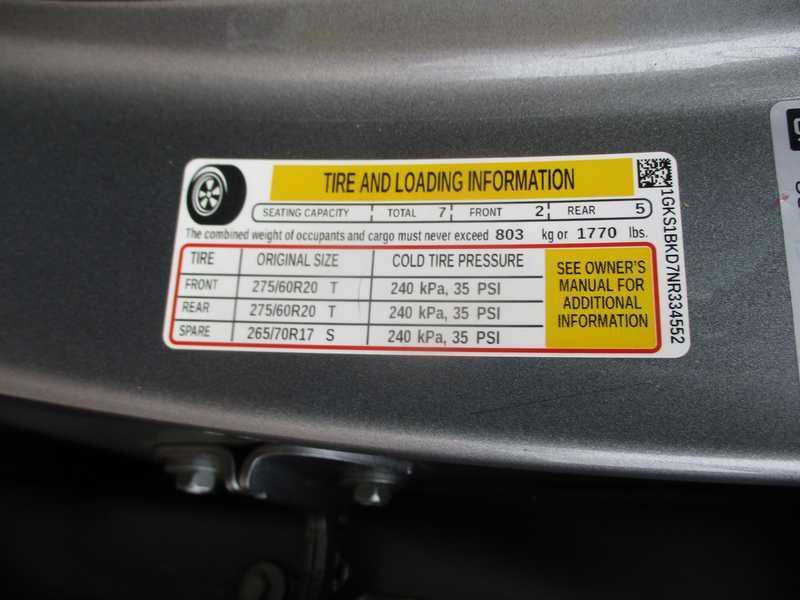 TIRE AND LOADING INFORMATION
SEATING CAPACITY TOTAL 7 FRONT 2 REAR 5
The combined weight of occupants and cargo must never exceed 803 kg or 1770 lbs.
TIRE ORIGINAL SIZE COLD TIRE PRESSURE
FRONT 275/60R20 T 240 kPa, 35 PSI
REAR 275/60R20 T 240 kPa, 35 PSI
SPARE 265/70R17 S 240 kPa, 35 PSI
SEE OWNER'S
MANUAL FOR
ADDITIONAL
INFORMATION
1GKS1BKD7NR334552